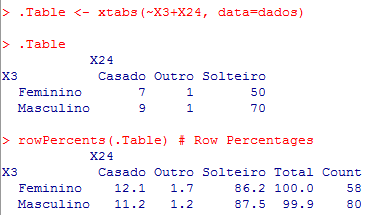 > .Table <- xtabs(~X3+X24, data=dados)
> .Table
X24
X3 Casado Outro Solteiro
Feminino 7 1 50
Masculino 9 1 70
> rowPercents(.Table) # Row Percentages
X24
X3 Casado Outro Solteiro Total Count
Feminino 12.1 1.7 86.2 100.0 58
Masculino 11.2 1.2 87.5 99.9 80